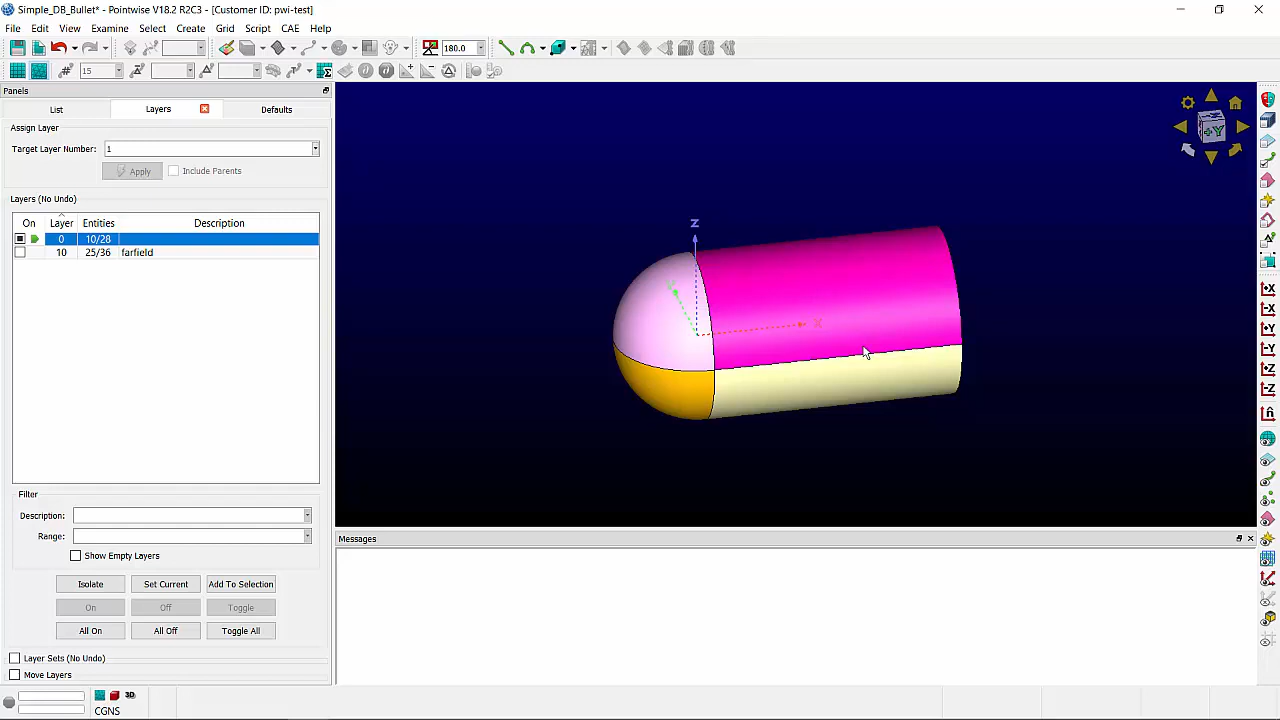 Simple_DB_Bullet* - Pointwise V18.2 R2C3 - [Customer ID: pwi-test]
File Edit View Examine Select Create Grid Script CAE Help
180.0
15
Panels
List Layers Defaults
Assign Layer
Target Layer Number: 1
Apply Include Parents
Layers (No Undo)
On Layer Entities Description
0 10/28
10 25/36 farfield
Filter
Description:
Range:
Show Empty Layers
Isolate Set Current Add To Selection
On Off Toggle
All On All Off Toggle All
Layer Sets (No Undo)
Move Layers
3D
CGNS
Z
X
+Y
Messages
+X
-X
+Y
-Y
+Z
-Z
n